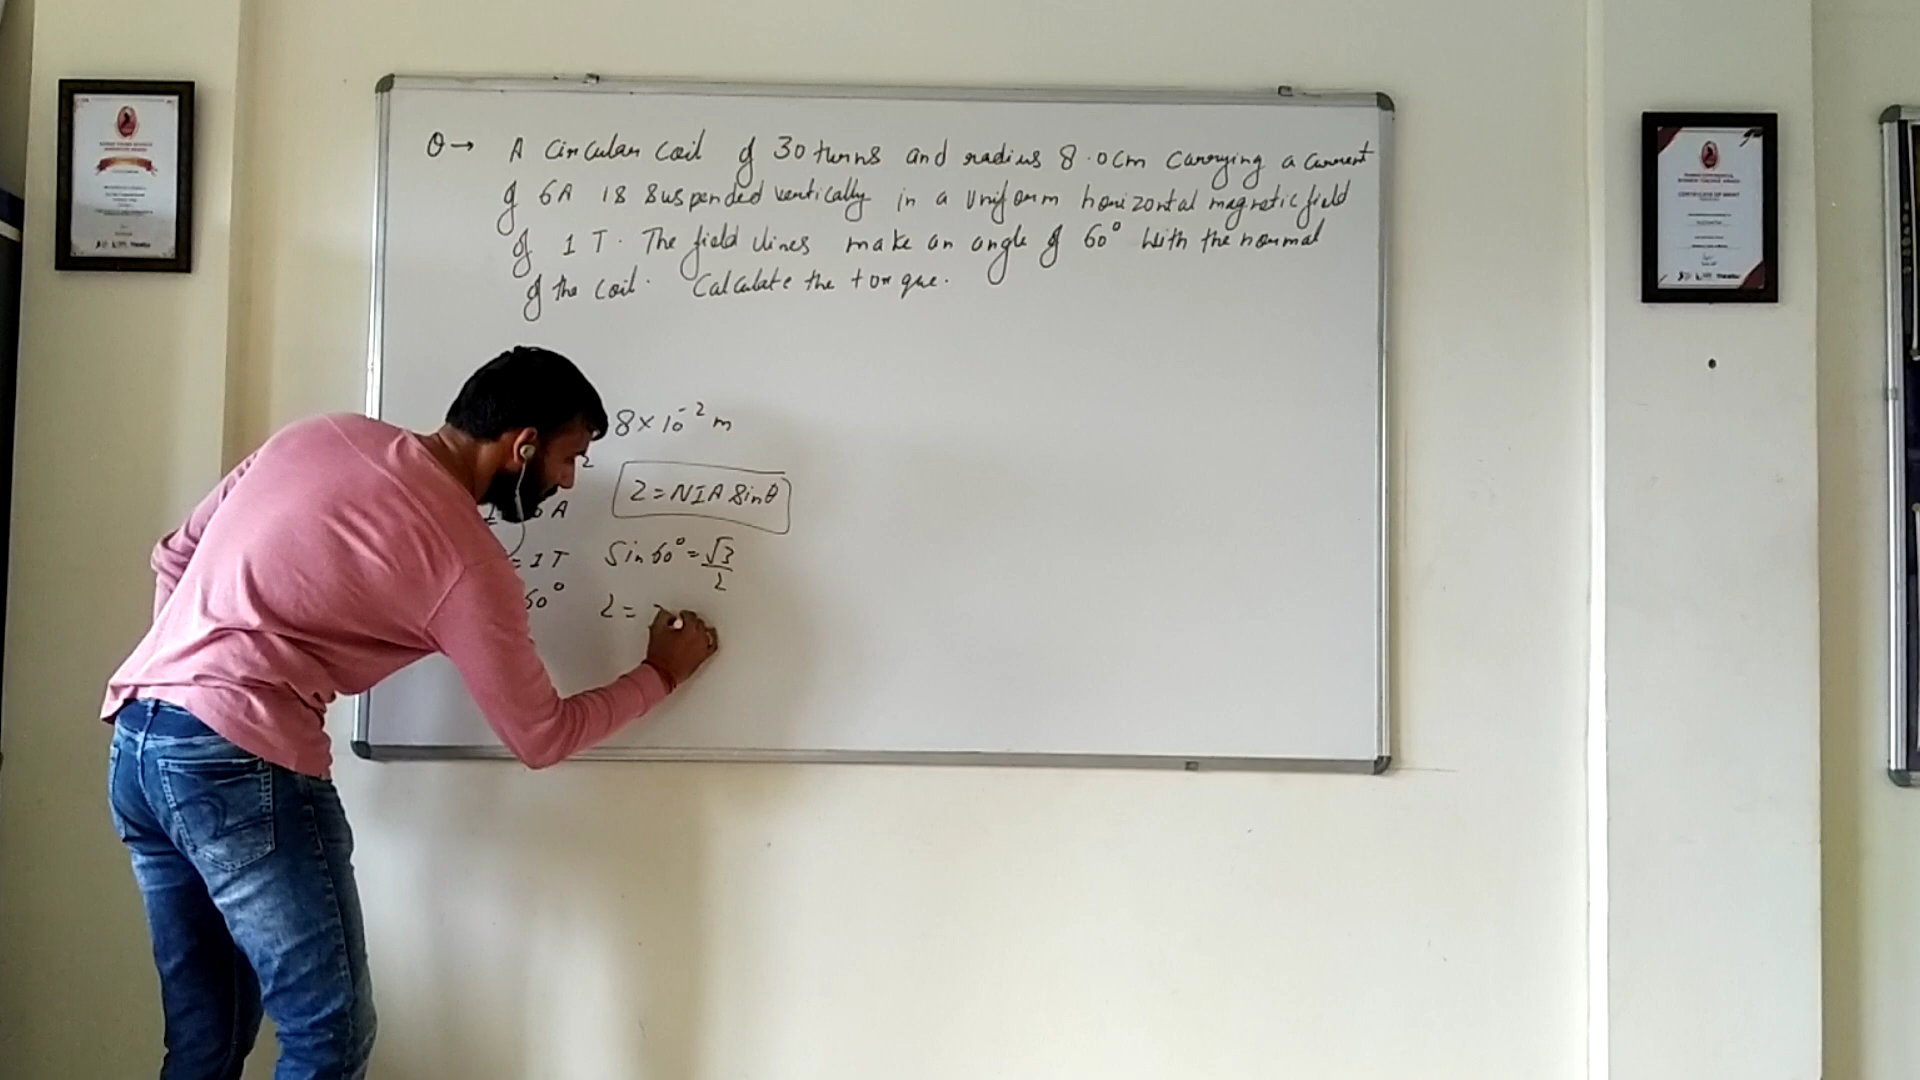 Q→ A circular coil of 30 turns and radius 8.0cm carrying a current
of 6A is suspended vertically in a uniform horizontal magnetic field
of 1 T. The field lines make an angle of 60° with the normal
of the coil. Calculate the torque.
8×10⁻² m
2
τ=NIA Sinθ
A
=1T Sin60°=√3/2
60° τ=